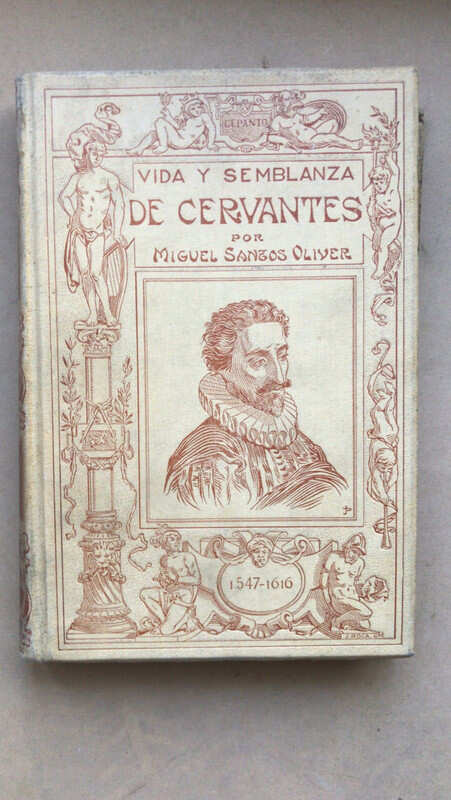 LEPANTO
VIDA Y SEMBLANZA
DE CERVANTES
POR
MIGUEL SANTOS OLIVER
1547-1616